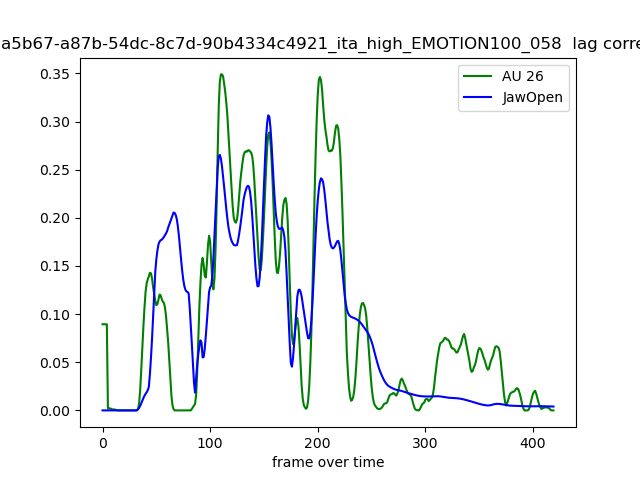 a5b67-a87b-54dc-8c7d-90b4334c4921_ita_high_EMOTION100_058 lag corre
AU 26
JawOpen
0.35
0.30
0.25
0.20
0.15
0.10
0.05
0.00
0 100 200 300 400
frame over time